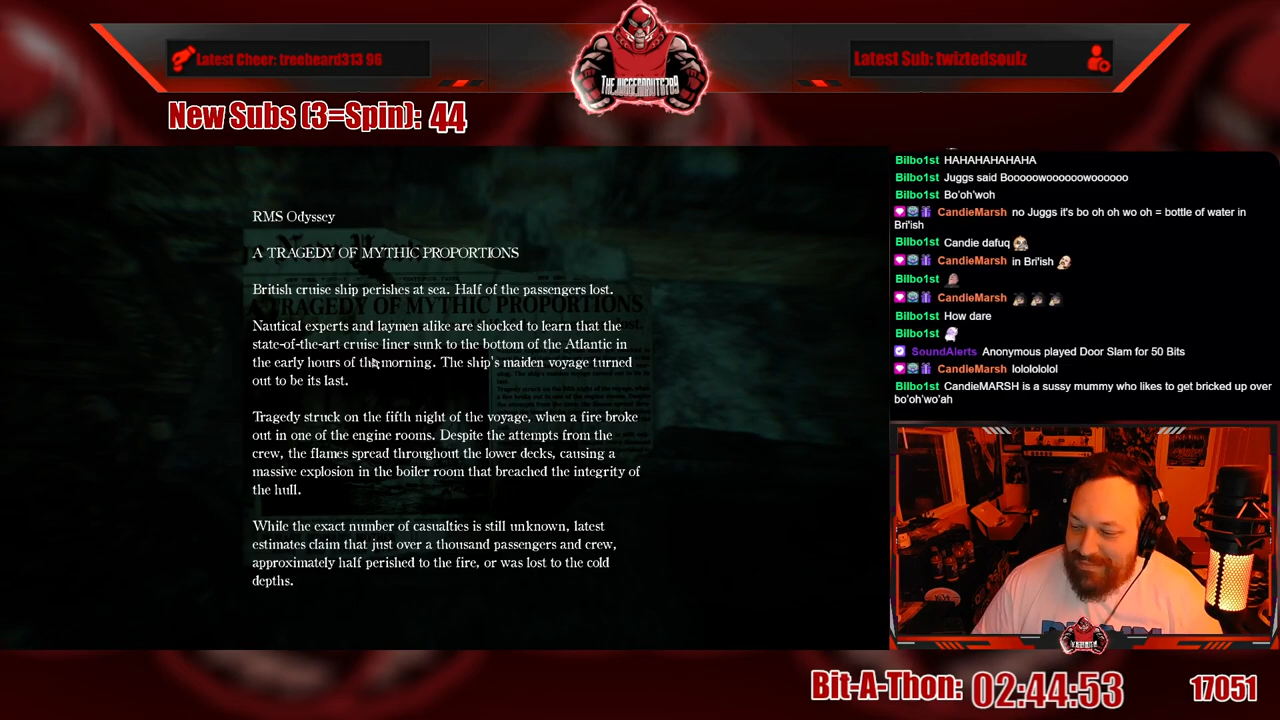 Latest Cheer: treebeard313 96
THEJUGGERNAUT6789
Latest Sub: twiztedsoulz
New Subs (3=Spin): 44
RMS Odyssey
A TRAGEDY OF MYTHIC PROPORTIONS
British cruise ship perishes at sea. Half of the passengers lost.
Nautical experts and laymen alike are shocked to learn that the
state-of-the-art cruise liner sunk to the bottom of the Atlantic in
the early hours of the morning. The ship's maiden voyage turned
out to be its last.
Tragedy struck on the fifth night of the voyage, when a fire broke
out in one of the engine rooms. Despite the attempts from the
crew, the flames spread throughout the lower decks, causing a
massive explosion in the boiler room that breached the integrity of
the hull.
While the exact number of casualties is still unknown, latest
estimates claim that just over a thousand passengers and crew,
approximately half perished to the fire, or was lost to the cold
depths.
TRAGEDY OF MYTHIC PROPORTIONS
Bilbo1st HAHAHAHAHAHA
Bilbo1st Juggs said Booooowoooooowoooooo
Bilbo1st Bo'oh'woh
CandieMarsh no Juggs it's bo oh oh wo oh = bottle of water in
Bri'ish
Bilbo1st Candie dafuq
CandieMarsh in Bri'ish
Bilbo1st
CandieMarsh
Bilbo1st How dare
Bilbo1st
SoundAlerts Anonymous played Door Slam for 50 Bits
CandieMarsh lolololololol
Bilbo1st CandieMARSH is a sussy mummy who likes to get bricked up over
bo'oh'wo'ah
Bit-A-Thon: 02:44:53 17051